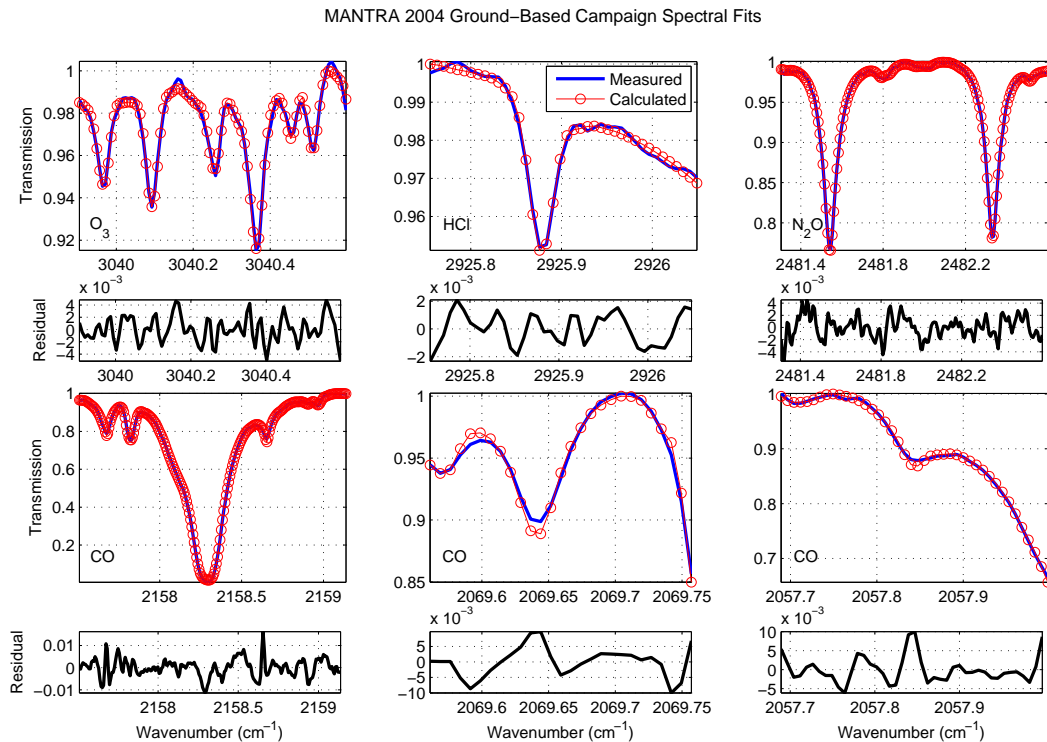 MANTRA 2004 Ground−Based Campaign Spectral Fits
1
0.98
0.96
0.94
0.92
Transmission
O3
3040 3040.2 3040.4
1
0.99
0.98
0.97
0.96
Measured
Calculated
HCl
2925.8 2925.9 2926
1
0.95
0.9
0.85
0.8
N2O
2481.4 2481.8 2482.2
x 10−3
4
2
0
−2
−4
Residual
3040 3040.2 3040.4
x 10−3
2
0
−2
2925.8 2925.9 2926
x 10−3
4
2
0
−2
−4
2481.4 2481.8 2482.2
1
0.8
0.6
0.4
0.2
Transmission
CO
2158 2158.5 2159
1
0.95
0.9
0.85
CO
2069.6 2069.65 2069.7 2069.75
1
0.9
0.8
0.7
CO
2057.7 2057.8 2057.9
0.01
0
−0.01
Residual
2158 2158.5 2159
Wavenumber (cm−1)
x 10−3
5
0
−5
−10
2069.6 2069.65 2069.7 2069.75
Wavenumber (cm−1)
x 10−3
10
5
0
−5
2057.7 2057.8 2057.9
Wavenumber (cm−1)